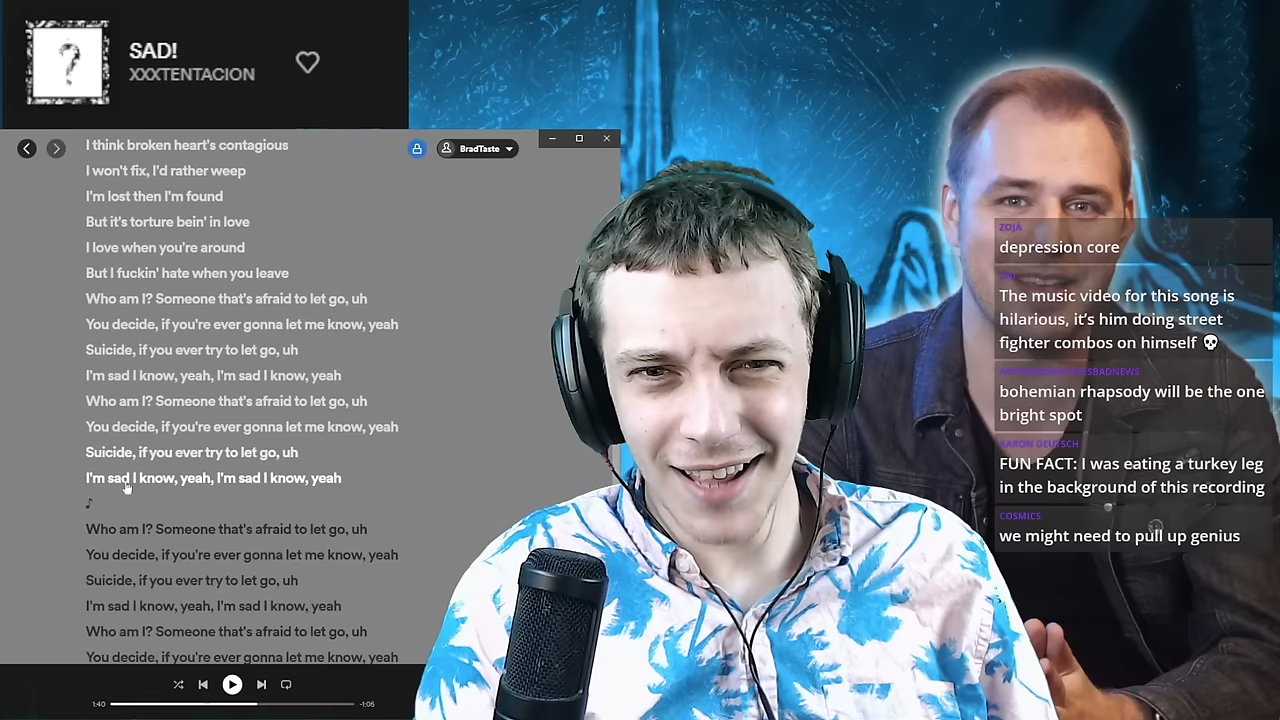 SAD!
XXXTENTACION
BradTaste
I think broken heart's contagious
I won't fix, I'd rather weep
I'm lost then I'm found
But it's torture bein' in love
I love when you're around
But I fuckin' hate when you leave
Who am I? Someone that's afraid to let go, uh
You decide, if you're ever gonna let me know, yeah
Suicide, if you ever try to let go, uh
I'm sad I know, yeah, I'm sad I know, yeah
Who am I? Someone that's afraid to let go, uh
You decide, if you're ever gonna let me know, yeah
Suicide, if you ever try to let go, uh
I'm sad I know, yeah, I'm sad I know, yeah
♪
Who am I? Someone that's afraid to let go, uh
You decide, if you're ever gonna let me know, yeah
Suicide, if you ever try to let go, uh
I'm sad I know, yeah, I'm sad I know, yeah
Who am I? Someone that's afraid to let go, uh
You decide, if you're ever gonna let me know, yeah
1:40
-1:06
ZOJA
depression core
The music video for this song is
hilarious, it's him doing street
fighter combos on himself 💀
bohemian rhapsody will be the one
bright spot
AARON DEUTSCH
FUN FACT: I was eating a turkey leg
in the background of this recording
COSMICS
we might need to pull up genius